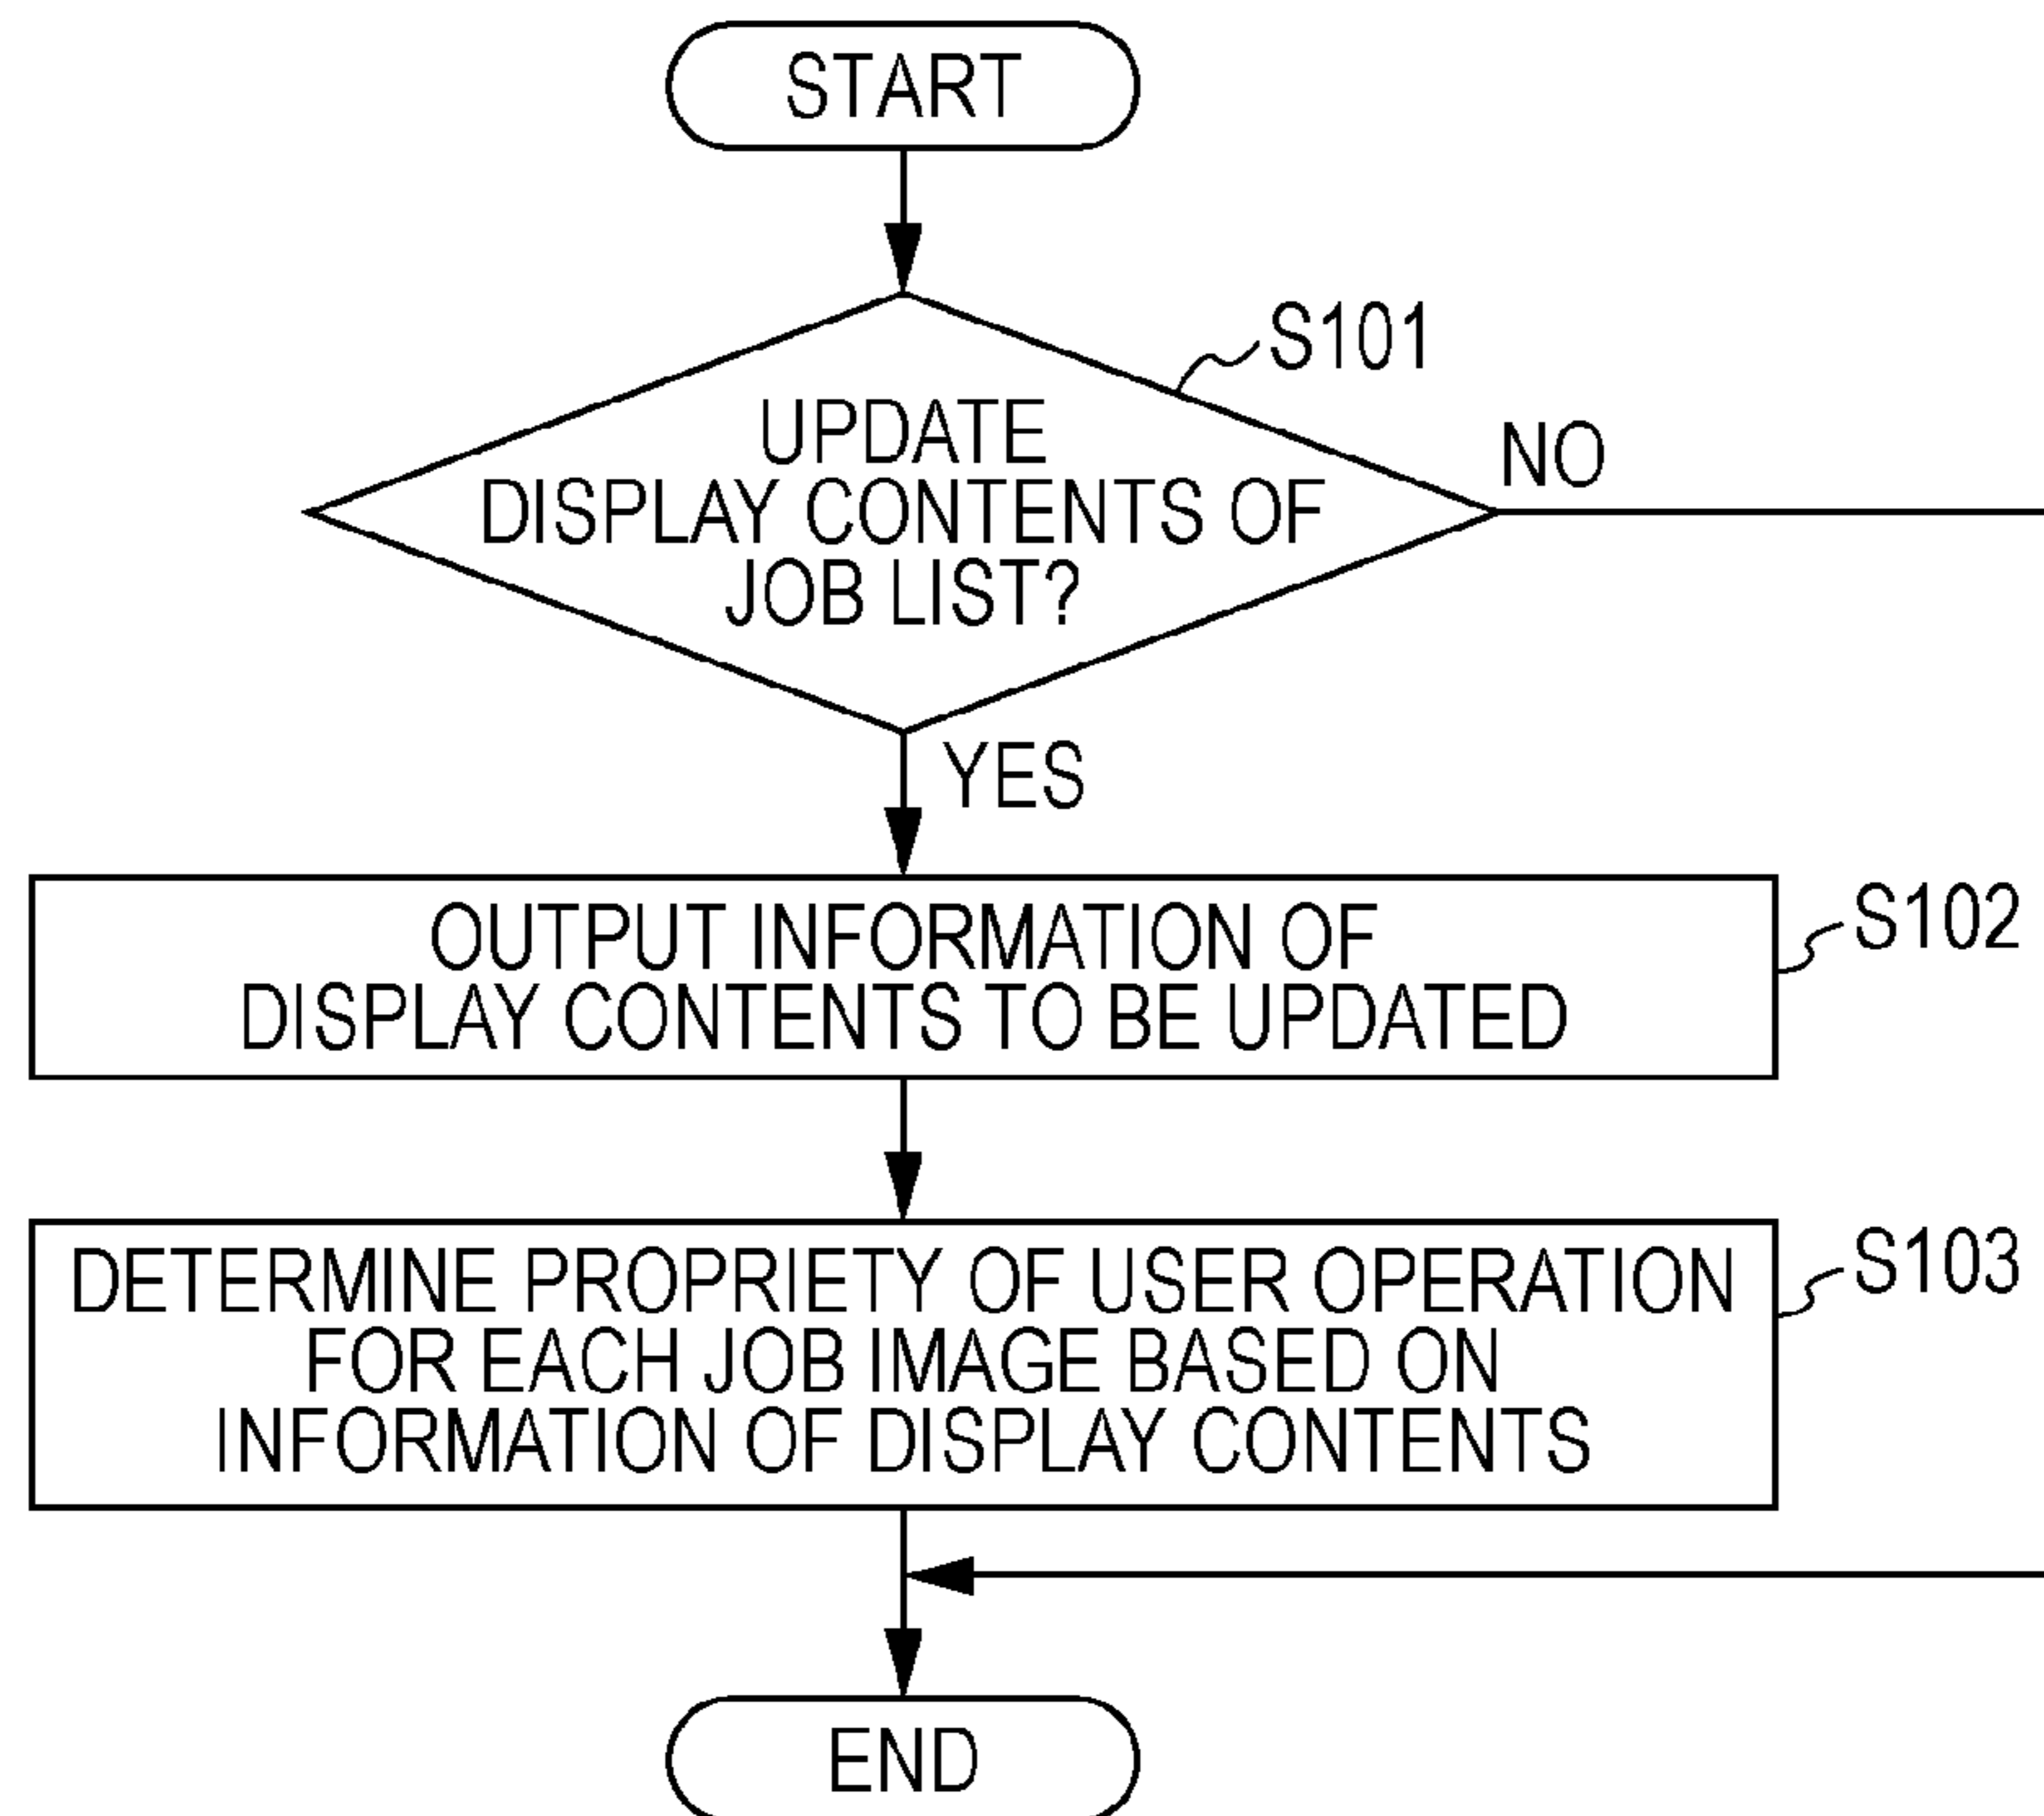 START
S101
UPDATE
DISPLAY CONTENTS OF
JOB LIST?
NO
YES
OUTPUT INFORMATION OF
DISPLAY CONTENTS TO BE UPDATED
S102
DETERMINE PROPRIETY OF USER OPERATION
FOR EACH JOB IMAGE BASED ON
INFORMATION OF DISPLAY CONTENTS
S103
END